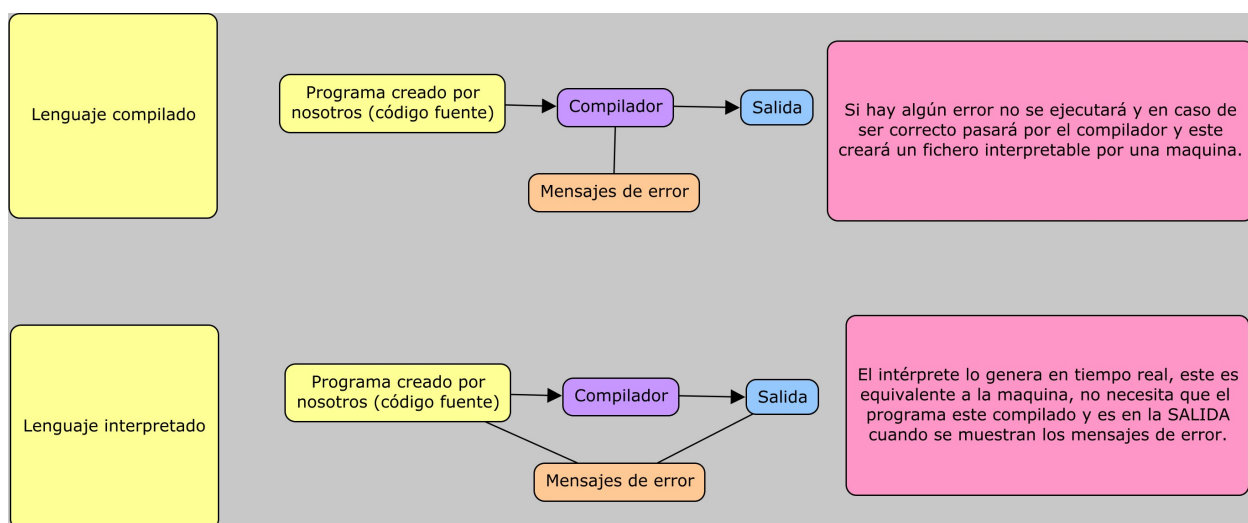 Lenguaje compilado
Programa creado por
nosotros (código fuente)
Compilador
Salida
Mensajes de error
Si hay algún error no se ejecutará y en caso de
ser correcto pasará por el compilador y este
creará un fichero interpretable por una maquina.
Lenguaje interpretado
Programa creado por
nosotros (código fuente)
Compilador
Salida
Mensajes de error
El intérprete lo genera en tiempo real, este es
equivalente a la maquina, no necesita que el
programa este compilado y es en la SALIDA
cuando se muestran los mensajes de error.